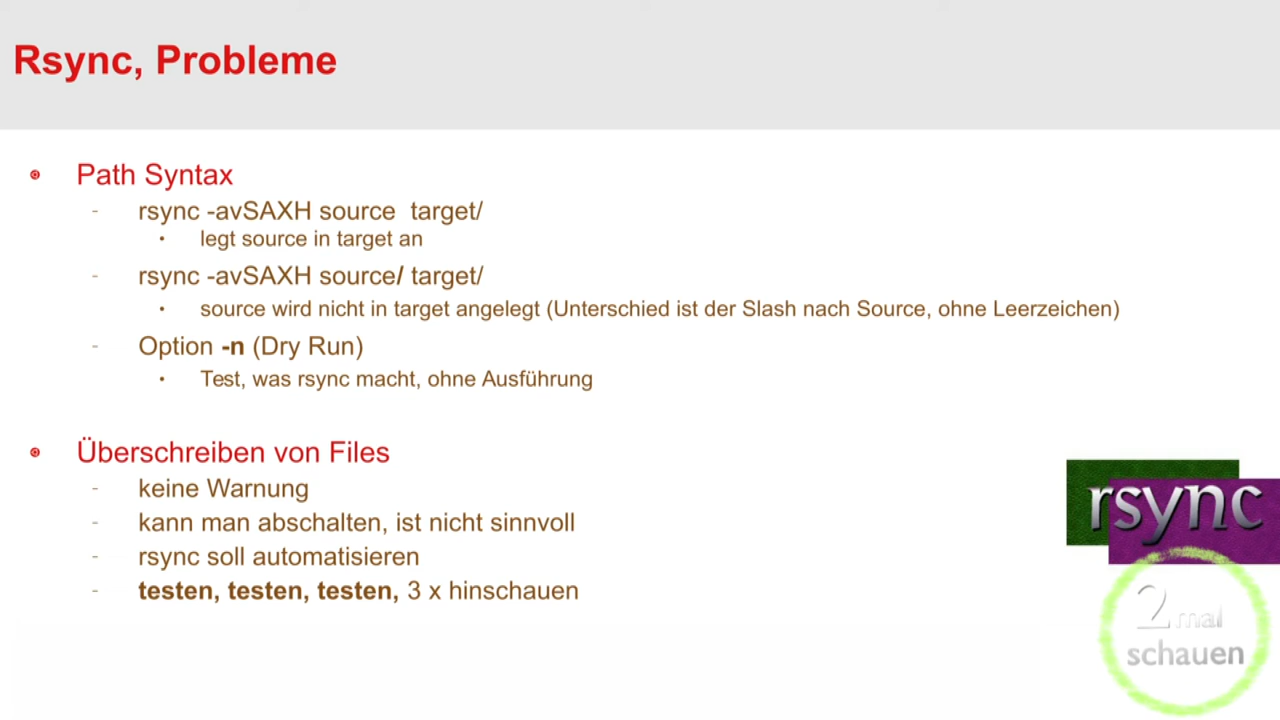 Rsync, Probleme
Path Syntax
- rsync -avSAXH source  target/
• legt source in target an
- rsync -avSAXH source/ target/
• source wird nicht in target angelegt (Unterschied ist der Slash nach Source, ohne Leerzeichen)
- Option -n (Dry Run)
• Test, was rsync macht, ohne Ausführung
Überschreiben von Files
- keine Warnung
- kann man abschalten, ist nicht sinnvoll
- rsync soll automatisieren
- testen, testen, testen, 3 x hinschauen
rsync
2 mal
schauen